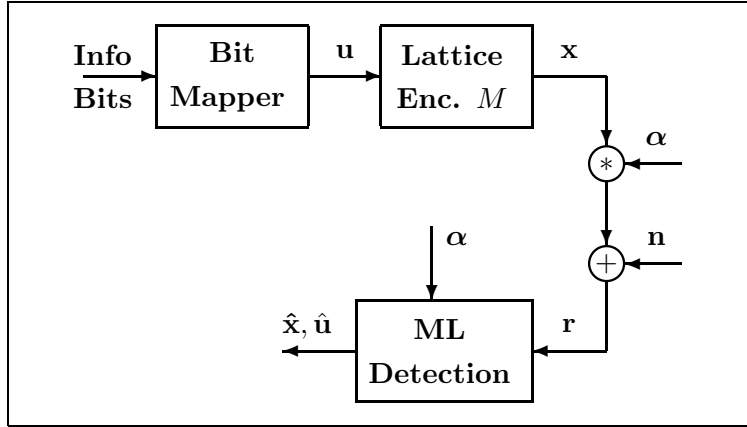 Info
Bits
Bit
Mapper
u
Lattice
Enc. M
x
*
α
+
n
α
ML
Detection
r
x̂, û